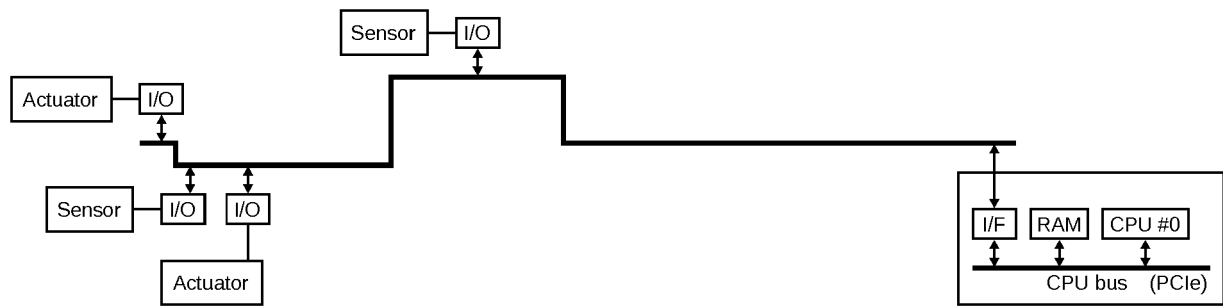 Sensor I/O
Actuator I/O
Sensor I/O I/O
Actuator
I/F RAM CPU #0
CPU bus (PCIe)